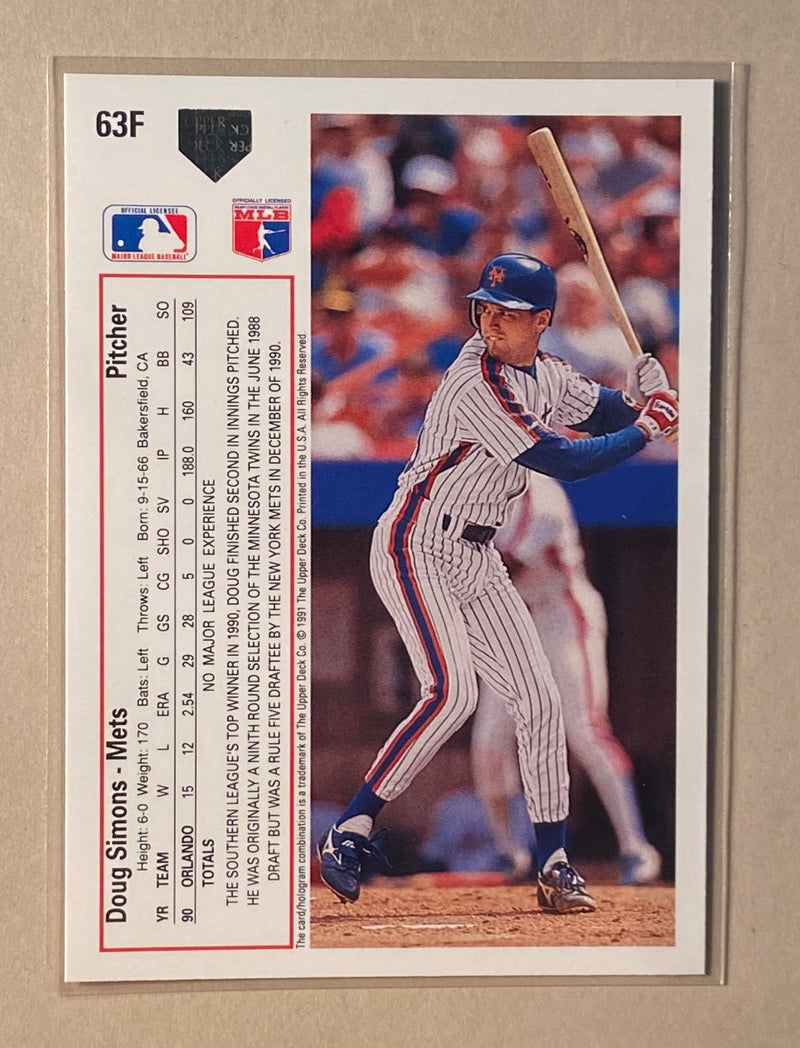 63F
UPPER
DECK
OFFICIAL LICENSEE
MAJOR LEAGUE BASEBALL
OFFICIALLY LICENSED
MAJOR LEAGUE BASEBALL PLAYERS
MLB
Doug Simons - Mets Pitcher
Height: 6-0 Weight: 170 Bats: Left Throws: Left Born: 9-15-66 Bakersfield, CA
YR TEAM W L ERA G GS CG SHO SV IP H BB SO
90 ORLANDO 15 12 2.54 29 28 5 0 0 188.0 160 43 109
TOTALS NO MAJOR LEAGUE EXPERIENCE
THE SOUTHERN LEAGUE'S TOP WINNER IN 1990, DOUG FINISHED SECOND IN INNINGS PITCHED.
HE WAS ORIGINALLY A NINTH ROUND SELECTION OF THE MINNESOTA TWINS IN THE JUNE 1988
DRAFT BUT WAS A RULE FIVE DRAFTEE BY THE NEW YORK METS IN DECEMBER OF 1990.
The card/hologram combination is a trademark of The Upper Deck Co. © 1991 The Upper Deck Co. Printed in the U.S.A. All Rights Reserved.